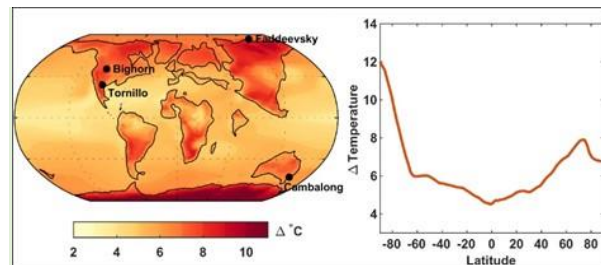 Faddeevsky
Bighorn
Tornillo
Cambalong
2 4 6 8 10
Δ °C
14
12
10
8
6
4
Δ Temperature
-80 -60 -40 -20 0 20 40 60 80
Latitude